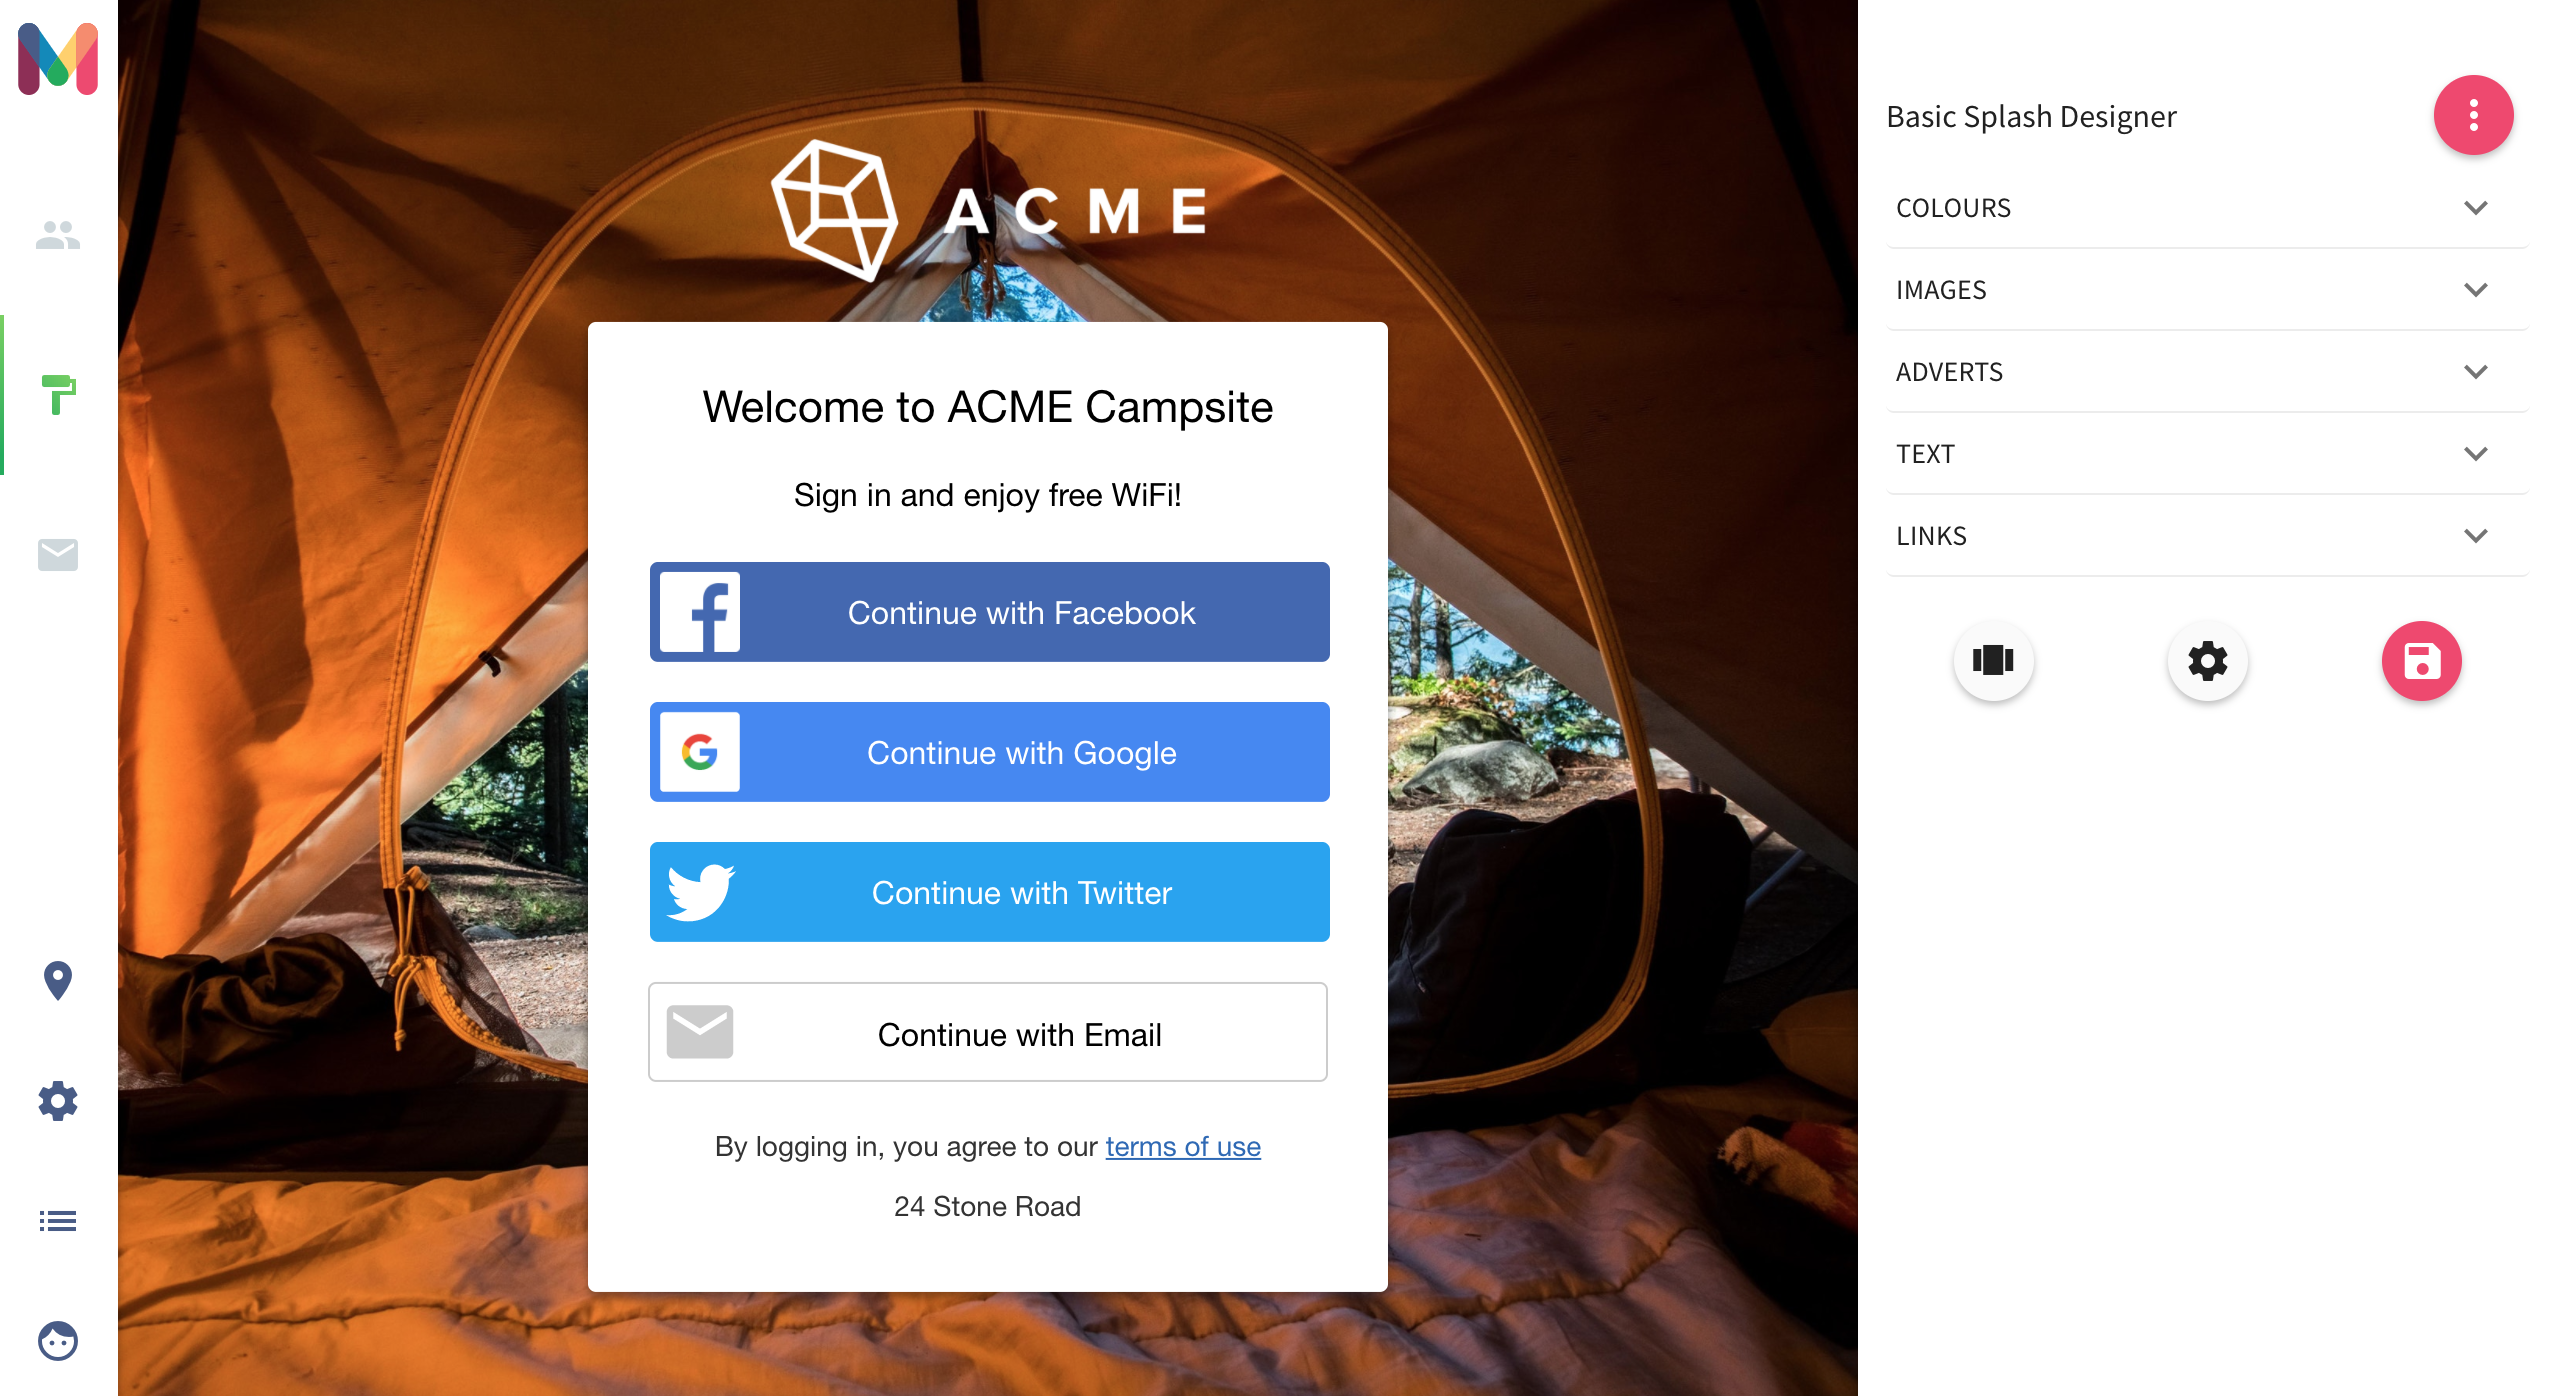 ACME
Welcome to ACME Campsite
Sign in and enjoy free WiFi!
Continue with Facebook
Continue with Google
Continue with Twitter
Continue with Email
By logging in, you agree to our terms of use
24 Stone Road
Basic Splash Designer
COLOURS
IMAGES
ADVERTS
TEXT
LINKS